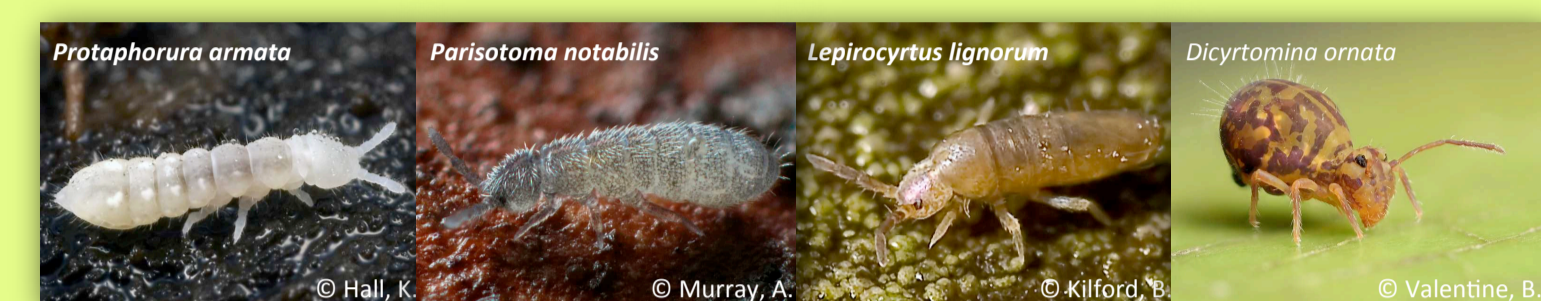 Protaphorura armata
Parisotoma notabilis
Lepirocyrtus lignorum
Dicyrtomina ornata
© Hall, K.
© Murray, A.
© Kilford, B.
© Valentine, B.